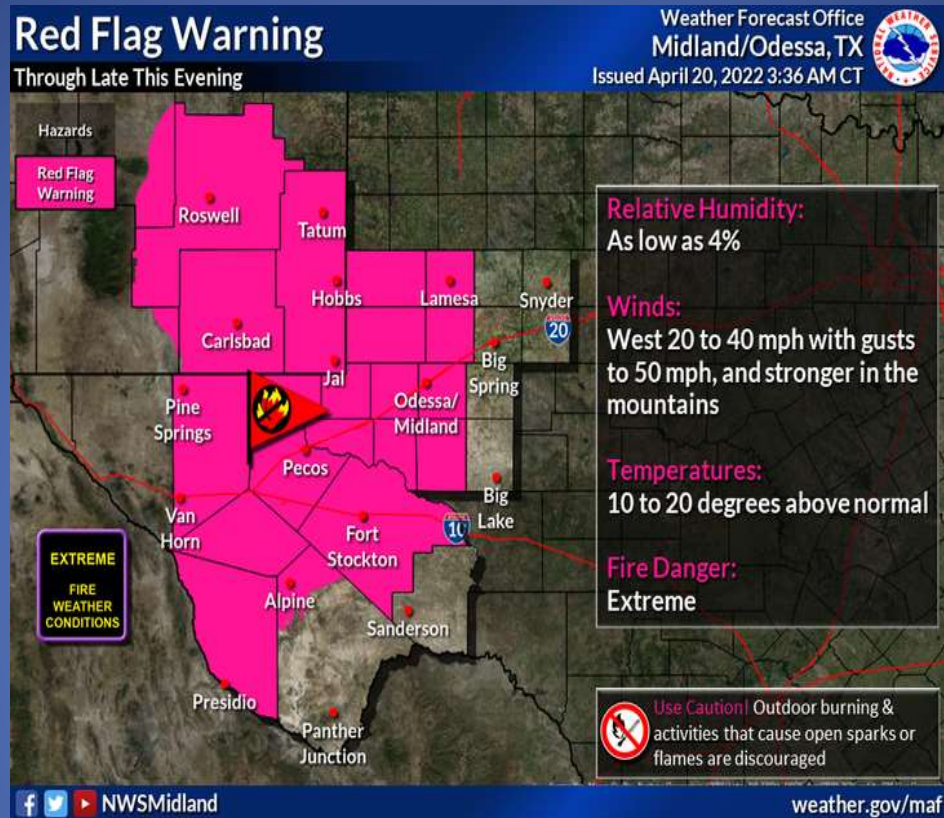 Red Flag Warning
Through Late This Evening
Weather Forecast Office
Midland/Odessa, TX
Issued April 20, 2022 3:36 AM CT
NATIONAL WEATHER SERVICE
Hazards
Red Flag
Warning
Roswell
Tatum
Hobbs
Lamesa
Snyder
20
Carlsbad
Big
Spring
Jal
Pine
Springs
Odessa/
Midland
Pecos
Big
Lake
Van
Horn
10
Fort
Stockton
Alpine
Sanderson
Presidio
Panther
Junction
EXTREME
FIRE
WEATHER
CONDITIONS
Relative Humidity:
As low as 4%
Winds:
West 20 to 40 mph with gusts
to 50 mph, and stronger in the
mountains
Temperatures:
10 to 20 degrees above normal
Fire Danger:
Extreme
Use Caution! Outdoor burning &
activities that cause open sparks or
flames are discouraged
NWSMidland
weather.gov/maf